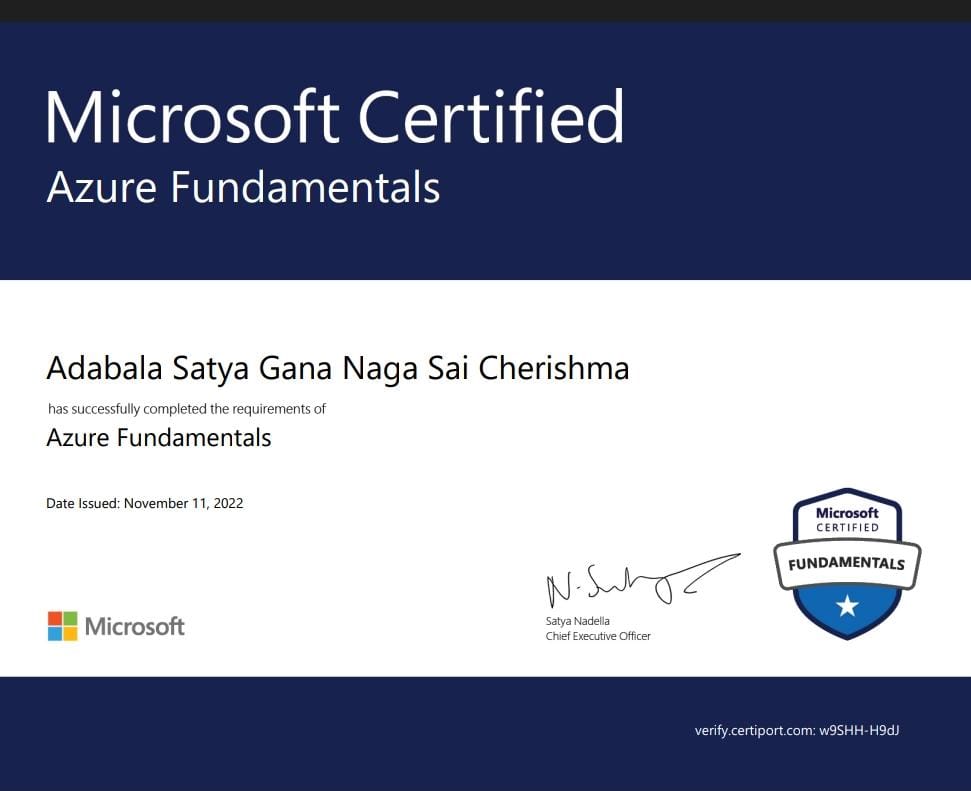 Microsoft Certified
Azure Fundamentals
Adabala Satya Gana Naga Sai Cherishma
has successfully completed the requirements of
Azure Fundamentals
Date Issued: November 11, 2022
Microsoft
CERTIFIED
FUNDAMENTALS
N. Satya
Satya Nadella
Chief Executive Officer
Microsoft
verify.certiport.com: w9SHH-H9dJ